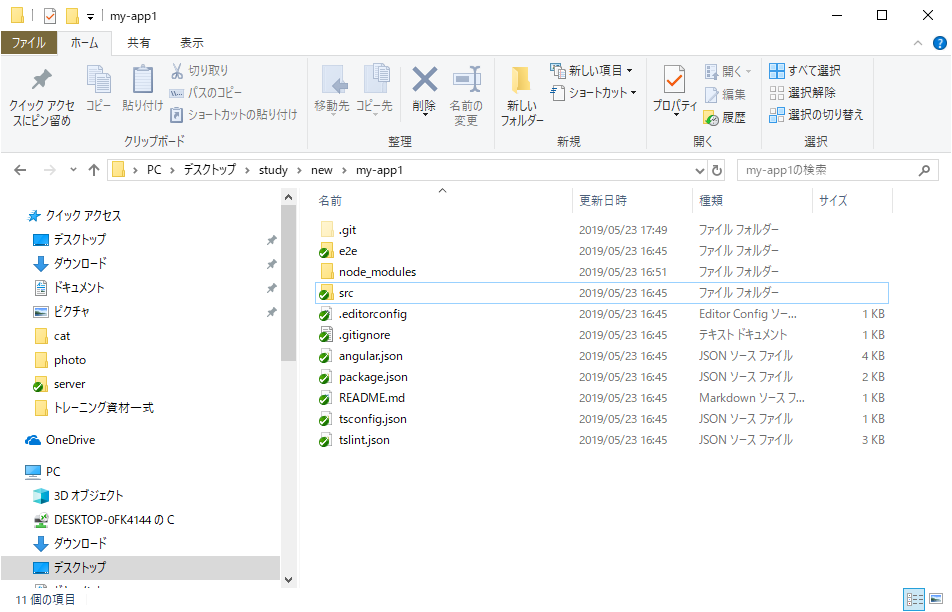 my-app1
ファイル ホーム 共有 表示
クイック アクセスにピン留め コピー 貼り付け 切り取り パスのコピー ショートカットの貼り付け
クリップボード
移動先 コピー先 削除 名前の変更
整理
新しいフォルダー 新しい項目 ショートカット
新規
プロパティ 開く 編集 履歴
開く
すべて選択 選択解除 選択の切り替え
選択
PC デスクトップ study new my-app1
my-app1の検索
クイック アクセス
デスクトップ
ダウンロード
ドキュメント
ピクチャ
cat
photo
server
トレーニング資材一式
OneDrive
PC
3D オブジェクト
DESKTOP-0FK4144 の C
ダウンロード
デスクトップ
名前 更新日時 種類 サイズ
.git 2019/05/23 17:49 ファイル フォルダー
e2e 2019/05/23 16:45 ファイル フォルダー
node_modules 2019/05/23 16:51 ファイル フォルダー
src 2019/05/23 16:45 ファイル フォルダー
.editorconfig 2019/05/23 16:45 Editor Config ソー... 1 KB
.gitignore 2019/05/23 16:45 テキスト ドキュメント 1 KB
angular.json 2019/05/23 16:45 JSON ソース ファイル 4 KB
package.json 2019/05/23 16:45 JSON ソース ファイル 2 KB
README.md 2019/05/23 16:45 Markdown ソース フ... 1 KB
tsconfig.json 2019/05/23 16:45 JSON ソース ファイル 1 KB
tslint.json 2019/05/23 16:45 JSON ソース ファイル 3 KB
11 個の項目